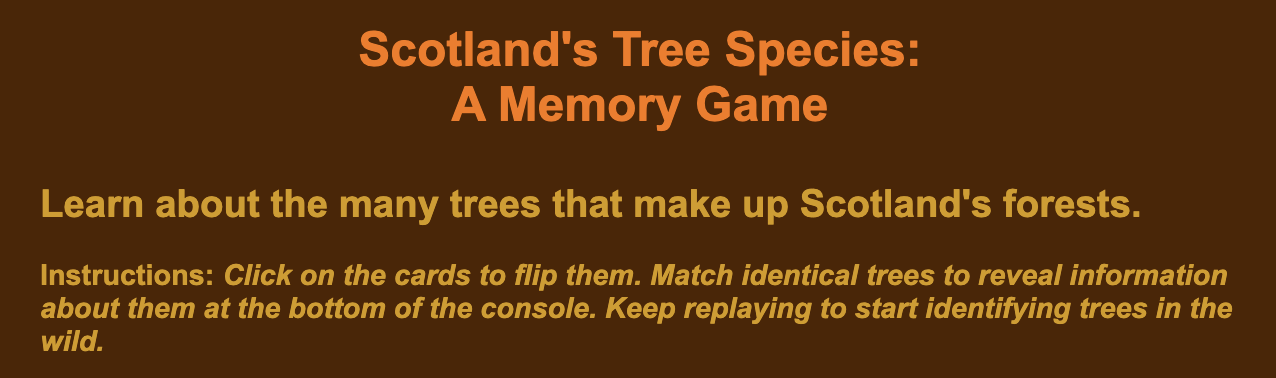 Scotland's Tree Species:
A Memory Game
Learn about the many trees that make up Scotland's forests.
Instructions: Click on the cards to flip them. Match identical trees to reveal information
about them at the bottom of the console. Keep replaying to start identifying trees in the
wild.